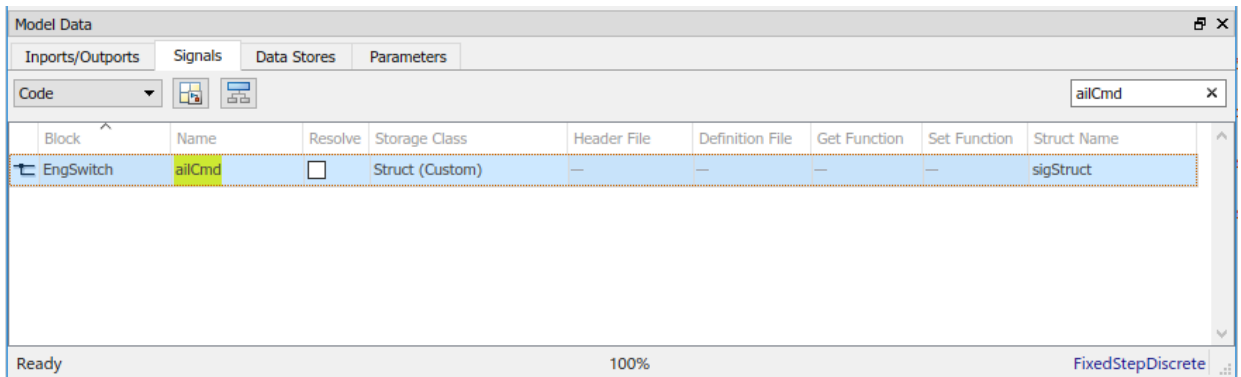 Model Data
Inports/Outports Signals Data Stores Parameters
Code ailCmd
Block Name Resolve Storage Class Header File Definition File Get Function Set Function Struct Name
EngSwitch ailCmd Struct (Custom) — — — — sigStruct
Ready 100% FixedStepDiscrete